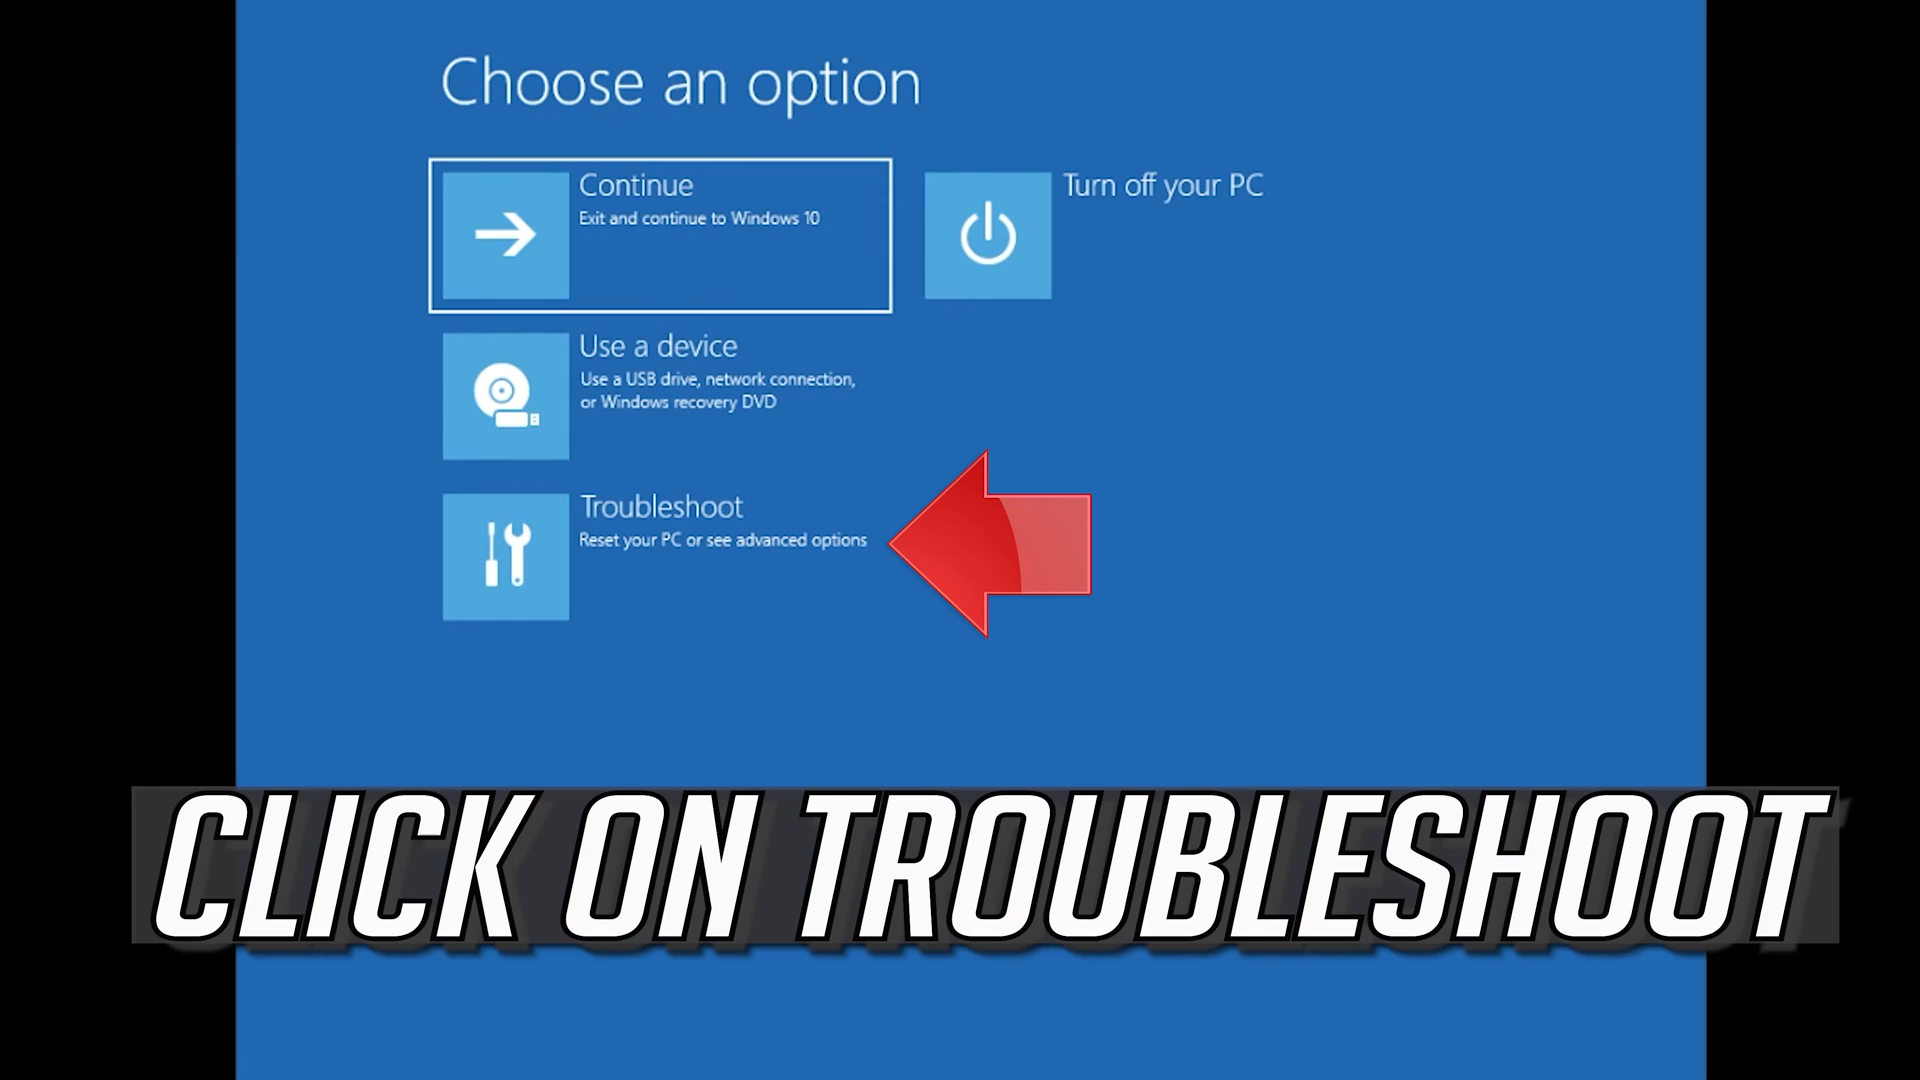 Choose an option
Continue
Exit and continue to Windows 10
Turn off your PC
Use a device
Use a USB drive, network connection,
or Windows recovery DVD
Troubleshoot
Reset your PC or see advanced options
CLICK ON TROUBLESHOOT